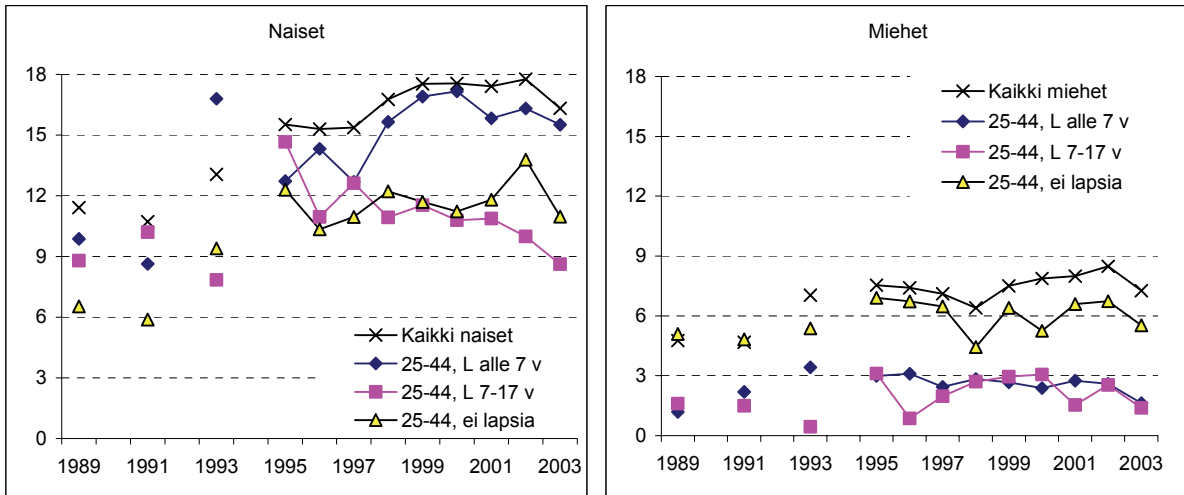 Naiset
18
15
12
9
6
3
0
1989 1991 1993 1995 1997 1999 2001 2003
Kaikki naiset
25-44, L alle 7 v
25-44, L 7-17 v
25-44, ei lapsia
Miehet
18
15
12
9
6
3
0
1989 1991 1993 1995 1997 1999 2001 2003
Kaikki miehet
25-44, L alle 7 v
25-44, L 7-17 v
25-44, ei lapsia